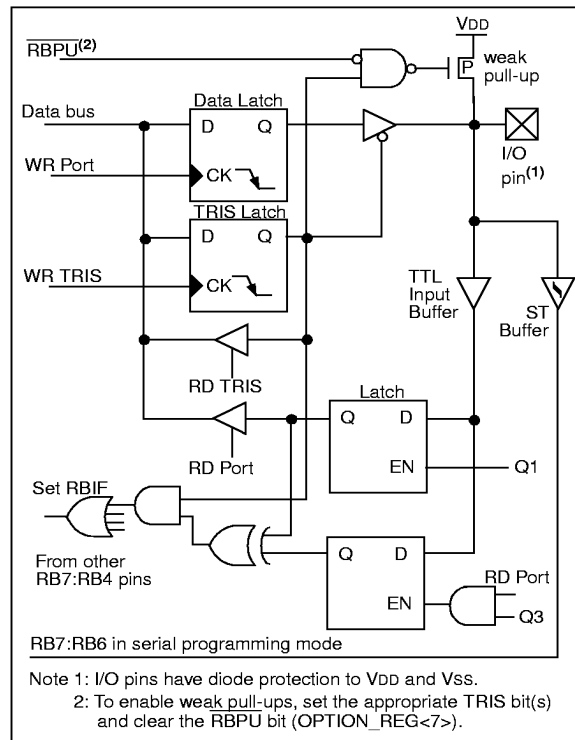 VDD
RBPU(2)
P
weak
pull-up
Data bus
Data Latch
D Q
I/O
pin(1)
WR Port
CK
TRIS Latch
D Q
WR TRIS
CK
TTL
Input
Buffer
ST
Buffer
RD TRIS
Latch
Q D
RD Port
EN
Q1
Set RBIF
From other
RB7:RB4 pins
Q D
RD Port
EN
Q3
RB7:RB6 in serial programming mode
Note 1: I/O pins have diode protection to VDD and VSS.
2: To enable weak pull-ups, set the appropriate TRIS bit(s)
and clear the RBPU bit (OPTION_REG<7>).